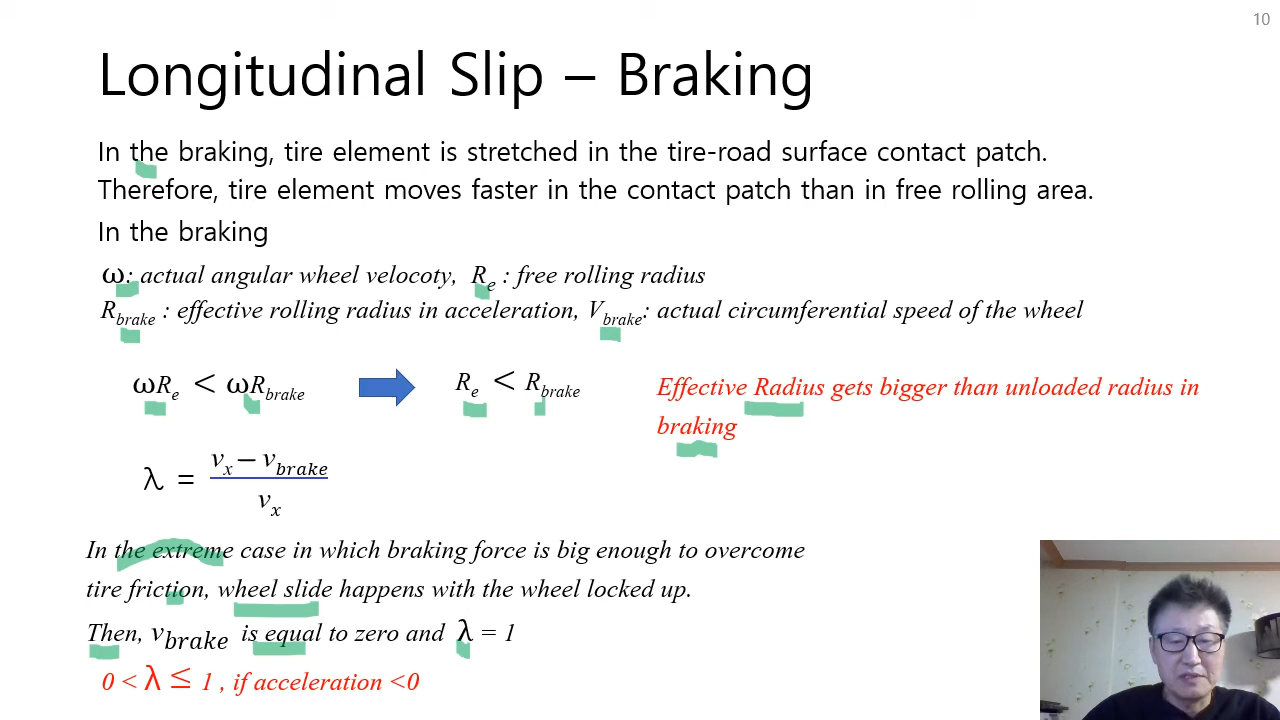 10
Longitudinal Slip – Braking
In the braking, tire element is stretched in the tire-road surface contact patch.
Therefore, tire element moves faster in the contact patch than in free rolling area.
In the braking
ω: actual angular wheel velocoty, Re : free rolling radius
Rbrake : effective rolling radius in acceleration, Vbrake: actual circumferential speed of the wheel
ωRe < ωRbrake
Re < Rbrake
Effective Radius gets bigger than unloaded radius in
braking
λ = (vx − vbrake) / vx
In the extreme case in which braking force is big enough to overcome
tire friction, wheel slide happens with the wheel locked up.
Then, vbrake is equal to zero and λ = 1
0 < λ ≤ 1 , if acceleration <0